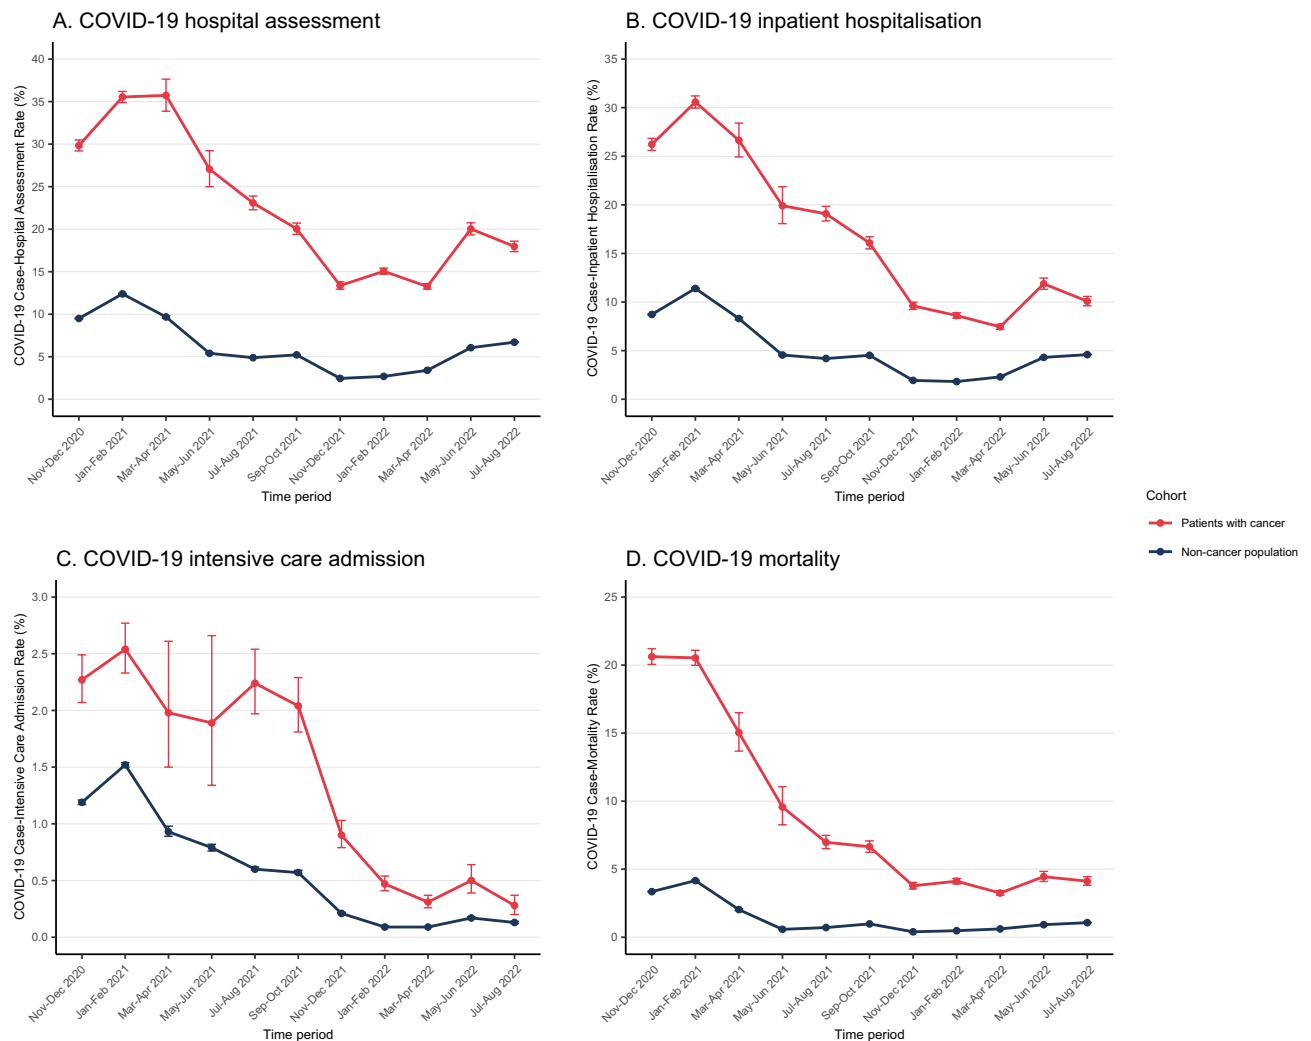 A. COVID-19 hospital assessment
COVID-19 Case-Hospital Assessment Rate (%)
40
35
30
25
20
15
10
5
0
Nov-Dec 2020
Jan-Feb 2021
Mar-Apr 2021
May-Jun 2021
Jul-Aug 2021
Sep-Oct 2021
Nov-Dec 2021
Jan-Feb 2022
Mar-Apr 2022
May-Jun 2022
Jul-Aug 2022
Time period
B. COVID-19 inpatient hospitalisation
COVID-19 Case-Inpatient Hospitalisation Rate (%)
35
30
25
20
15
10
5
0
Nov-Dec 2020
Jan-Feb 2021
Mar-Apr 2021
May-Jun 2021
Jul-Aug 2021
Sep-Oct 2021
Nov-Dec 2021
Jan-Feb 2022
Mar-Apr 2022
May-Jun 2022
Jul-Aug 2022
Time period
Cohort
Patients with cancer
Non-cancer population
C. COVID-19 intensive care admission
COVID-19 Case-Intensive Care Admission Rate (%)
3.0
2.5
2.0
1.5
1.0
0.5
0.0
Nov-Dec 2020
Jan-Feb 2021
Mar-Apr 2021
May-Jun 2021
Jul-Aug 2021
Sep-Oct 2021
Nov-Dec 2021
Jan-Feb 2022
Mar-Apr 2022
May-Jun 2022
Jul-Aug 2022
Time period
D. COVID-19 mortality
COVID-19 Case-Mortality Rate (%)
25
20
15
10
5
0
Nov-Dec 2020
Jan-Feb 2021
Mar-Apr 2021
May-Jun 2021
Jul-Aug 2021
Sep-Oct 2021
Nov-Dec 2021
Jan-Feb 2022
Mar-Apr 2022
May-Jun 2022
Jul-Aug 2022
Time period